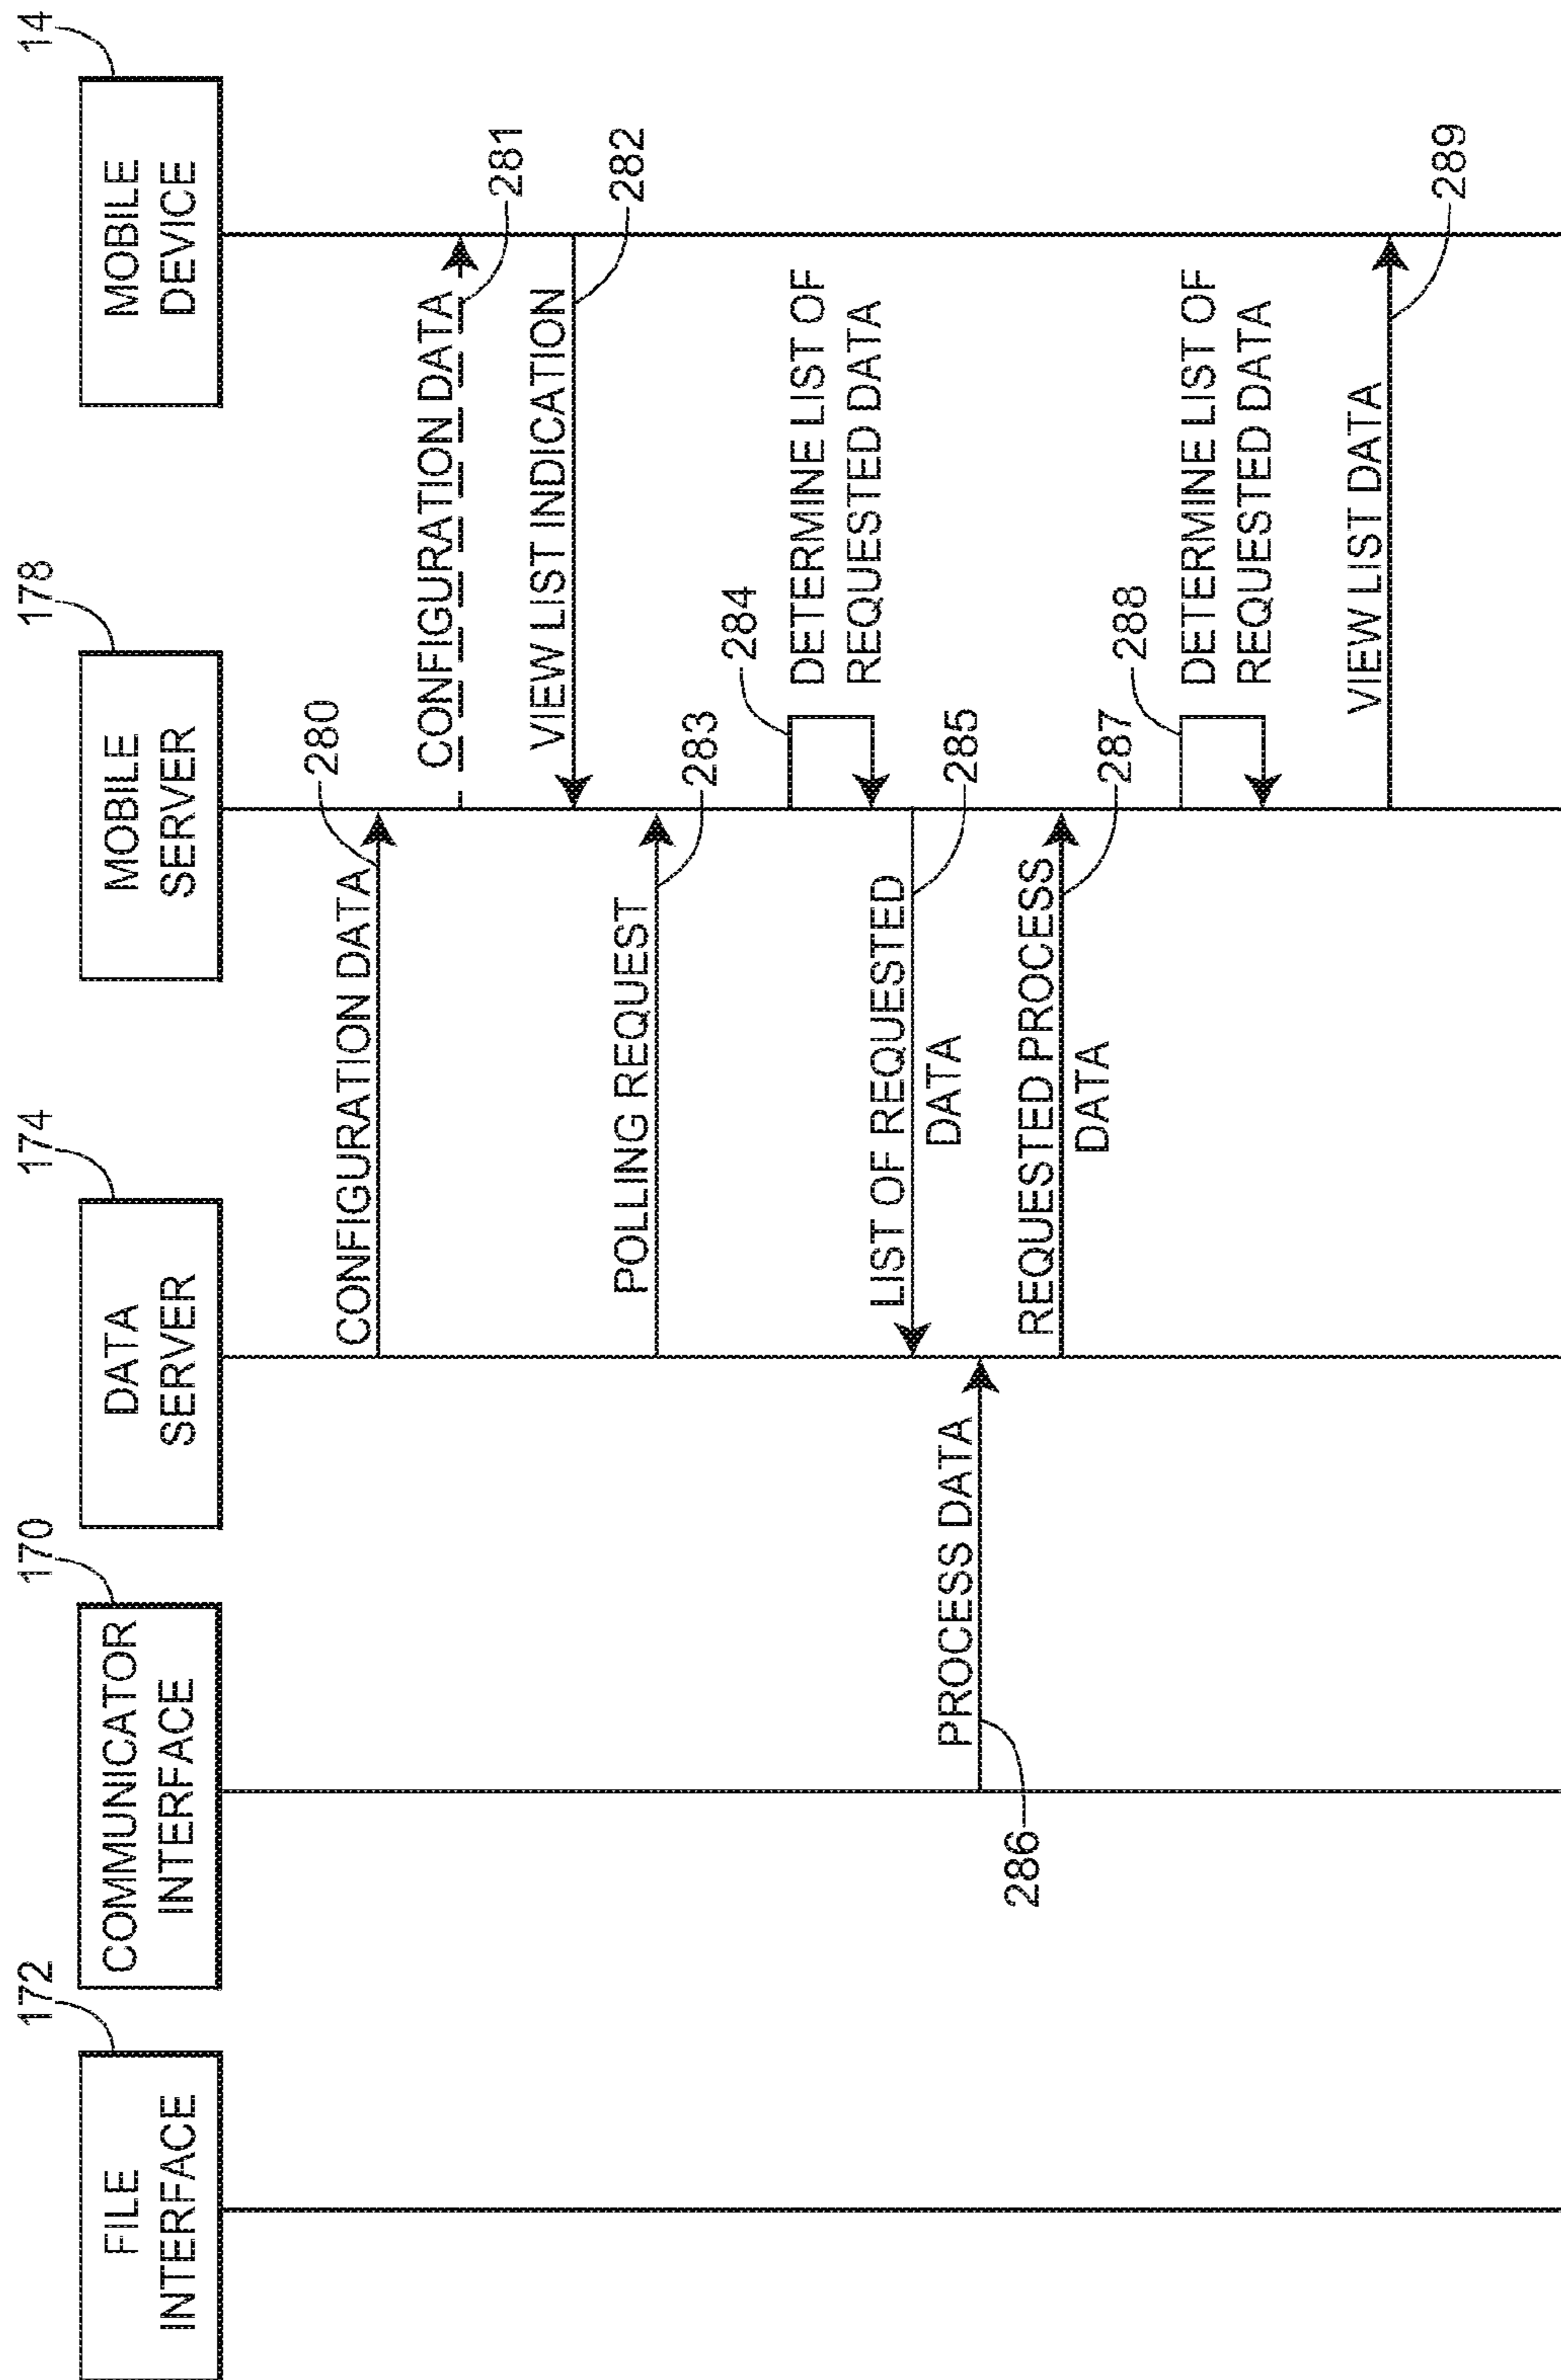 172
FILE
INTERFACE
170
COMMUNICATOR
INTERFACE
174
DATA
SERVER
178
MOBILE
SERVER
14
MOBILE
DEVICE
CONFIGURATION DATA
280
CONFIGURATION DATA
281
VIEW LIST INDICATION
282
POLLING REQUEST
283
284
DETERMINE LIST OF
REQUESTED DATA
LIST OF REQUESTED
DATA
285
PROCESS DATA
286
REQUESTED PROCESS
DATA
287
288
DETERMINE LIST OF
REQUESTED DATA
VIEW LIST DATA
289